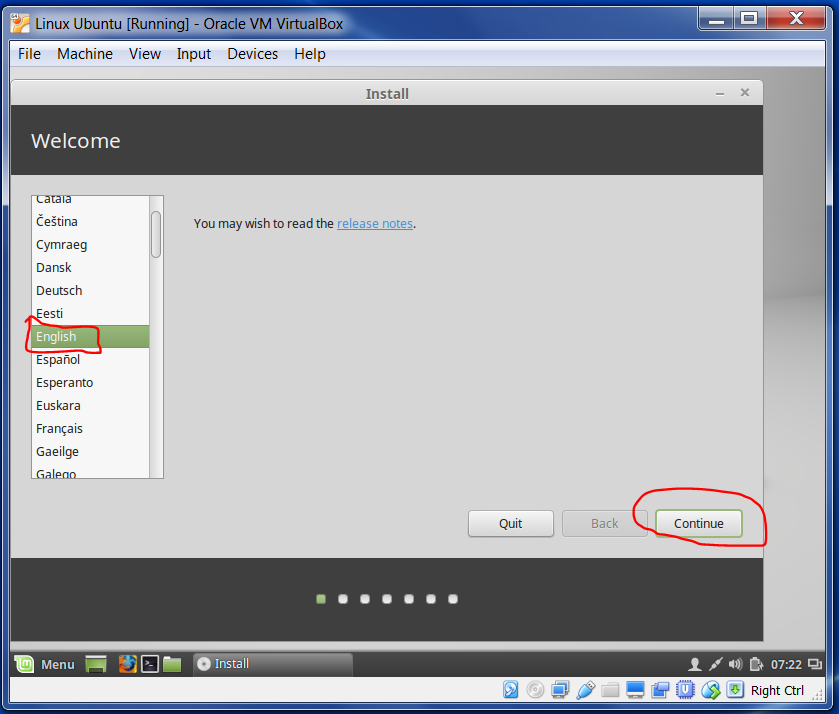 Linux Ubuntu [Running] - Oracle VM VirtualBox
File Machine View Input Devices Help
Install
Welcome
Català
Čeština
Cymraeg
Dansk
Deutsch
Eesti
English
Español
Esperanto
Euskara
Français
Gaeilge
Galego
You may wish to read the release notes.
Quit Back Continue
Menu Install 07:22
Right Ctrl